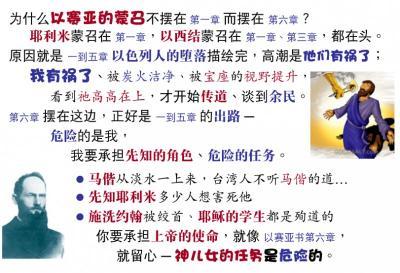 为什么以赛亚的蒙召不摆在 第一章 而摆在 第六章？
耶利米蒙召在 第一章，以西结蒙召在 第一章、第三章，都在头。
原因就是 一到五章 以色列人的堕落描绘完，高潮是他们有祸了；
我有祸了、被炭火洁净、被宝座的视野提升，
看到祂高高在上，才开始传道、谈到余民。
第六章 摆在这边，正好是 一到五章 的出路 —
危险的是我，
我要承担先知的角色、危险的任务。
● 马偕从淡水一上来，台湾人不听马偕的道...
● 先知耶利米多少人想害死他
● 施洗约翰被绞首、耶稣的学生都是殉道的
你要承担上帝的使命，就像 以赛亚书第六章，
就留心 — 神儿女的任务是危险的。